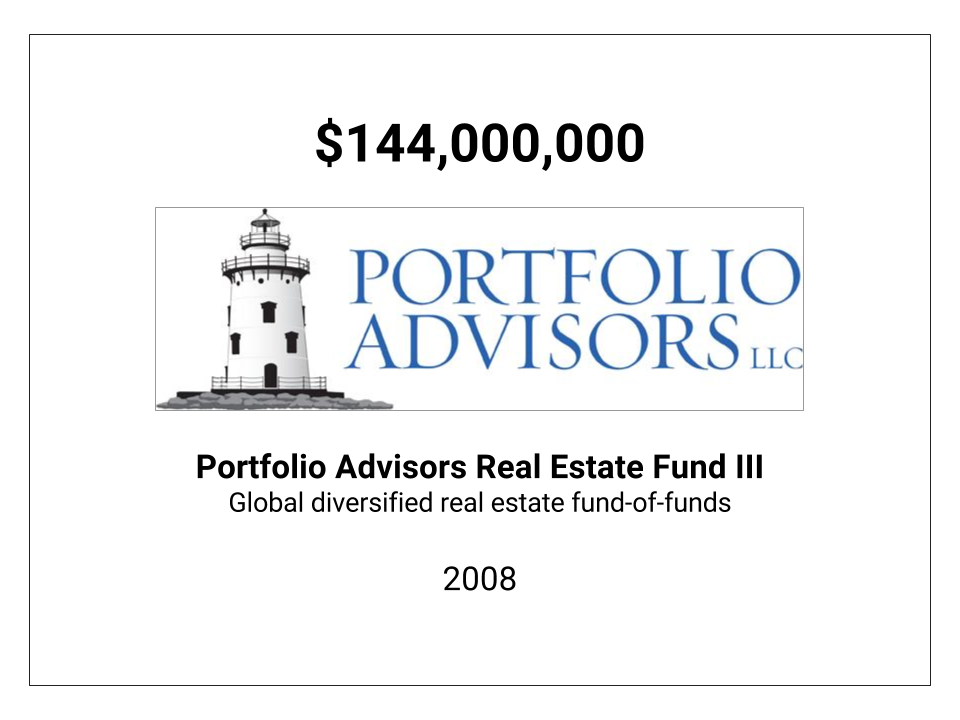 $144,000,000
PORTFOLIO
ADVISORS LLC
Portfolio Advisors Real Estate Fund III
Global diversified real estate fund-of-funds
2008